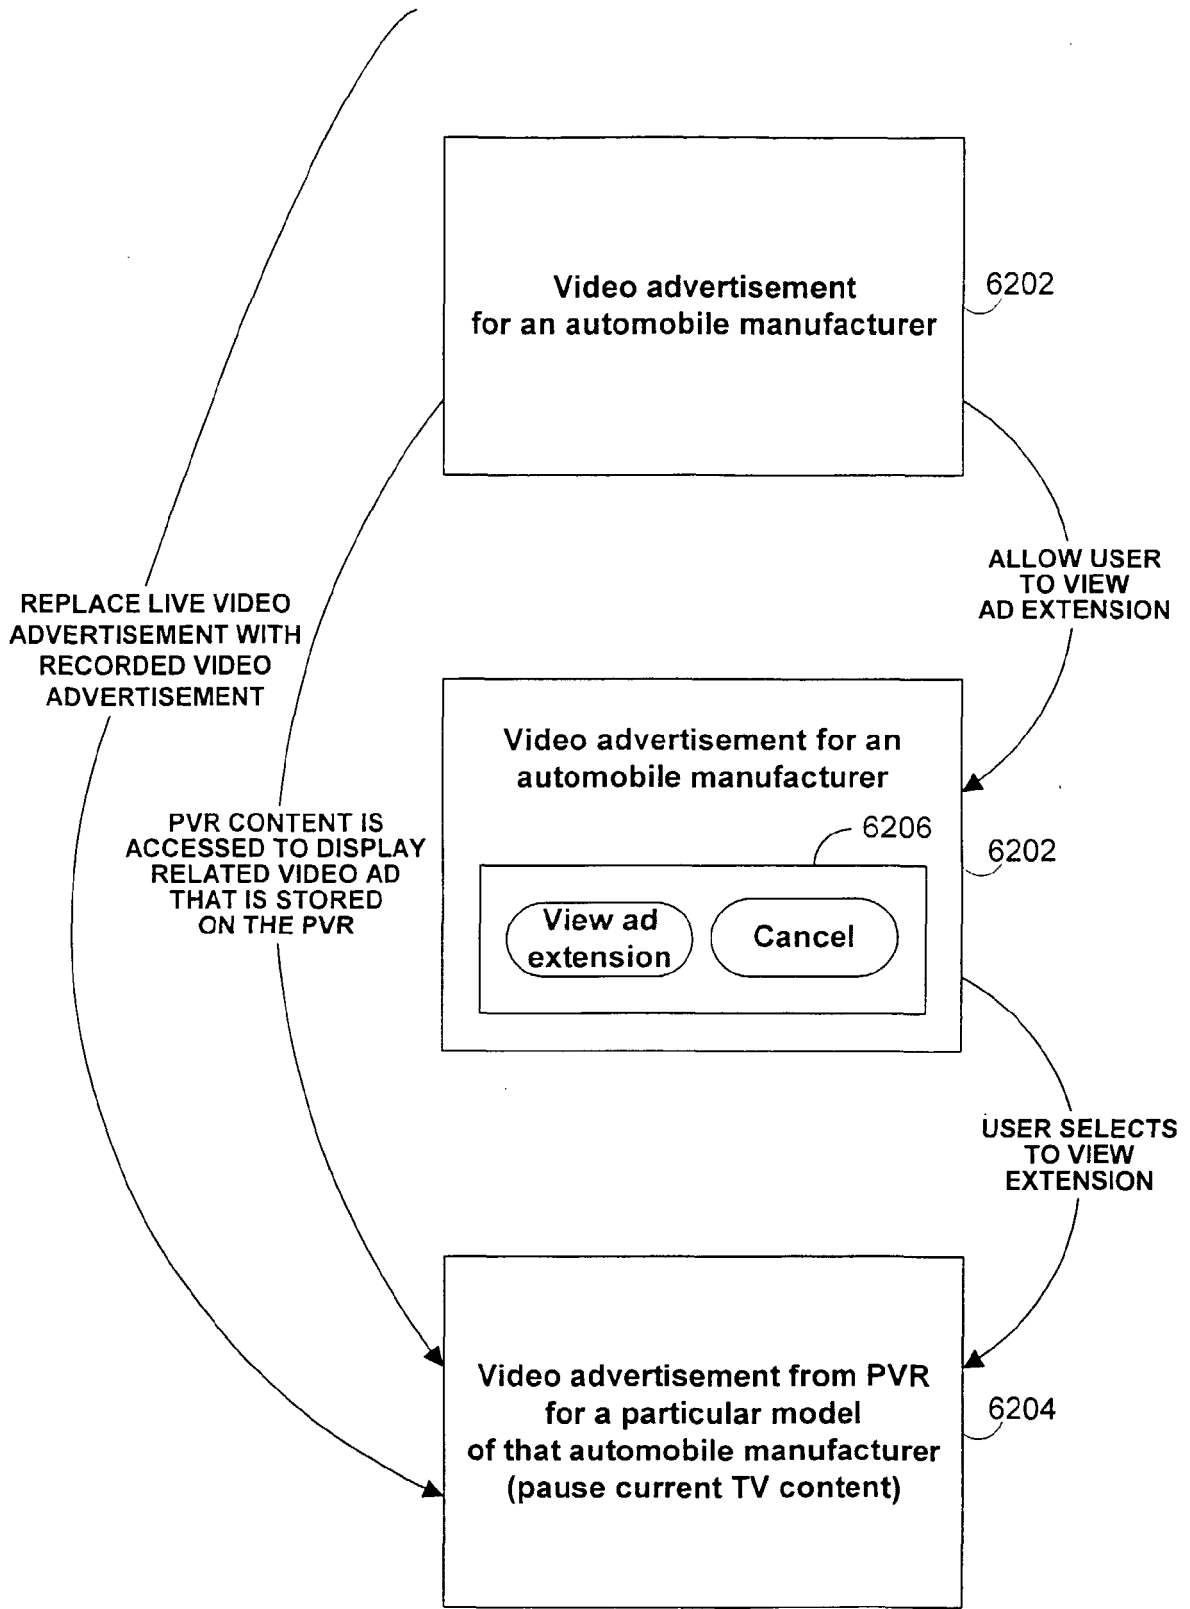 Video advertisement
for an automobile manufacturer
6202
ALLOW USER
TO VIEW
AD EXTENSION
REPLACE LIVE VIDEO
ADVERTISEMENT WITH
RECORDED VIDEO
ADVERTISEMENT
PVR CONTENT IS
ACCESSED TO DISPLAY
RELATED VIDEO AD
THAT IS STORED
ON THE PVR
Video advertisement for an
automobile manufacturer
6206
6202
View ad
extension
Cancel
USER SELECTS
TO VIEW
EXTENSION
Video advertisement from PVR
for a particular model
of that automobile manufacturer
(pause current TV content)
6204